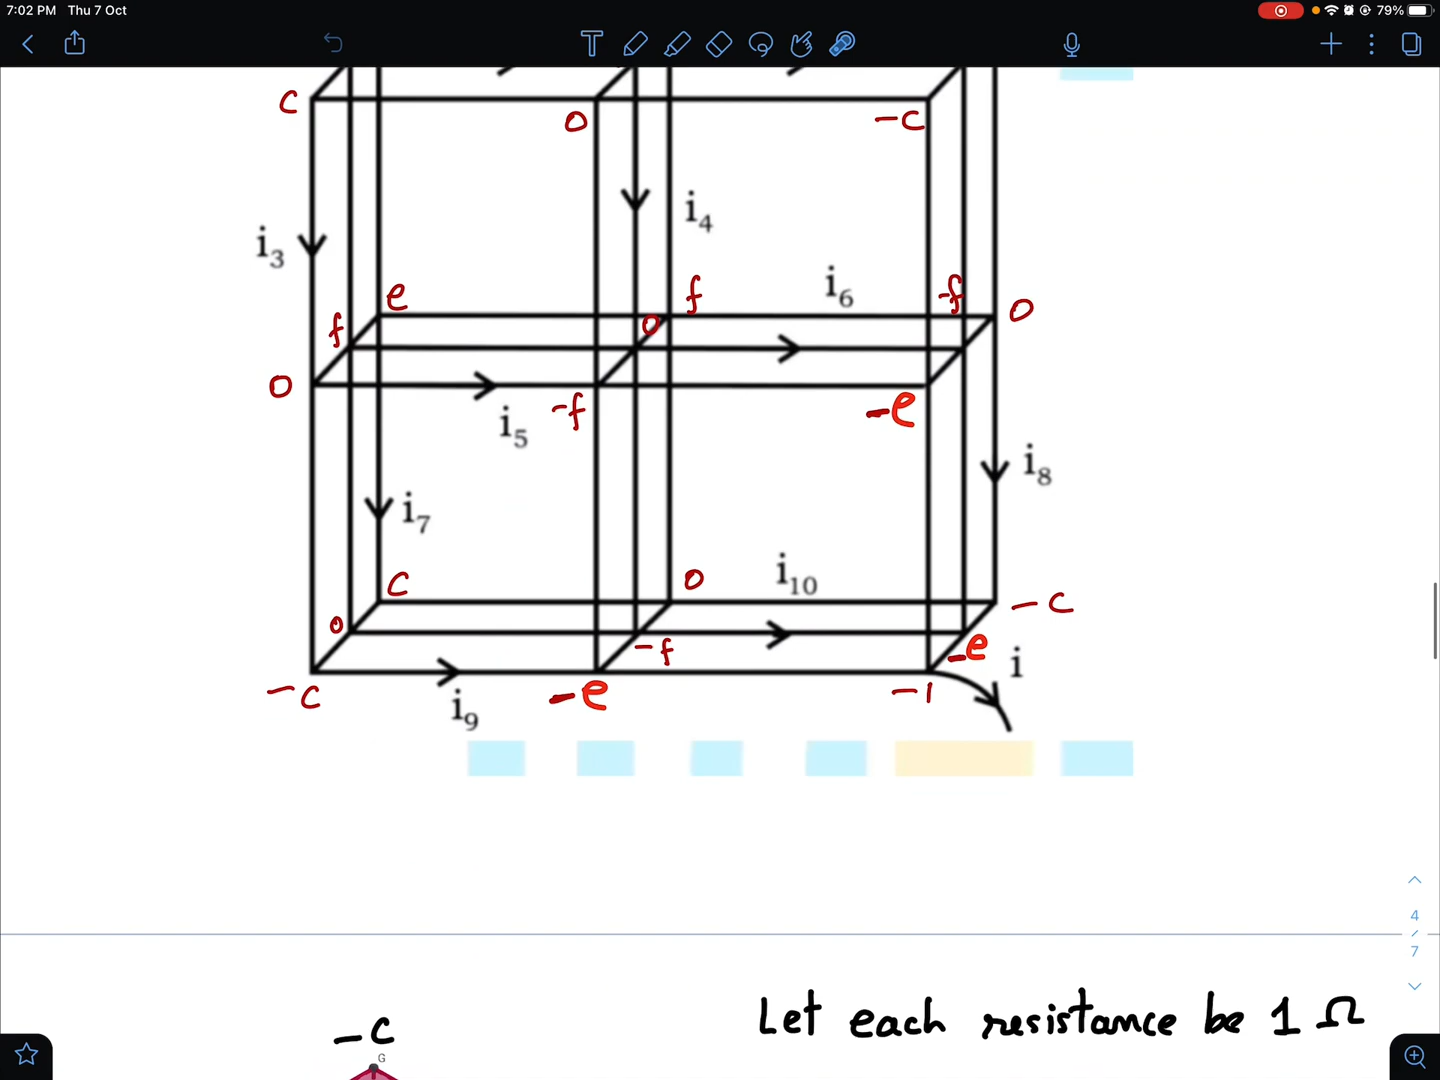 7:02 PM Thu 7 Oct
79%
T
C
O
-C
i₃
i₄
i₆
e
f
-f
O
f
O
O
i₅
-f
-e
i₇
i₈
C
O
i₁₀
-C
O
-f
-e
i
-C
i₉
-e
-1
4
/
7
Let each resistance be 1 Ω
-C
G